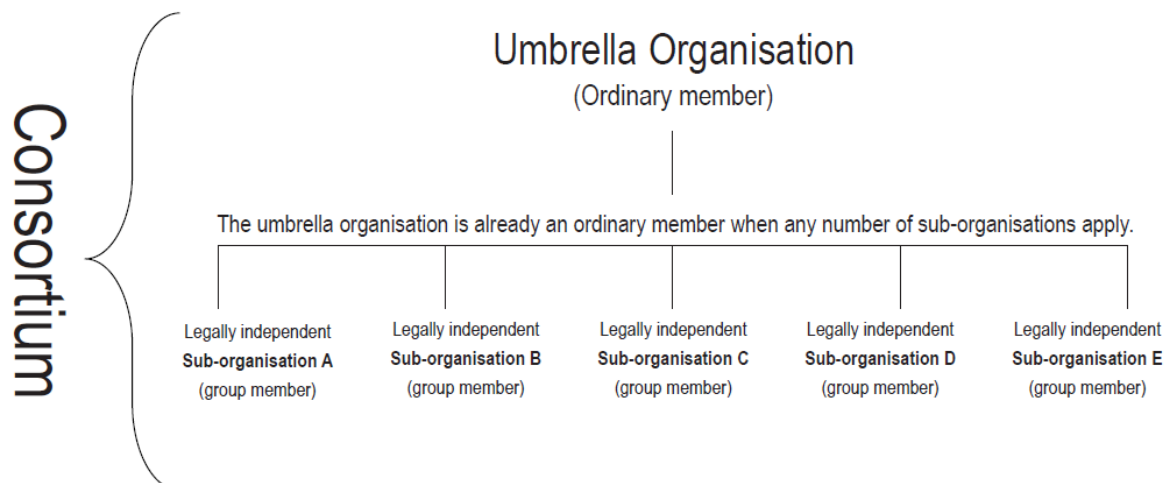 Consortium
Umbrella Organisation
(Ordinary member)
The umbrella organisation is already an ordinary member when any number of sub-organisations apply.
Legally independent
Sub-organisation A
(group member)
Legally independent
Sub-organisation B
(group member)
Legally independent
Sub-organisation C
(group member)
Legally independent
Sub-organisation D
(group member)
Legally independent
Sub-organisation E
(group member)